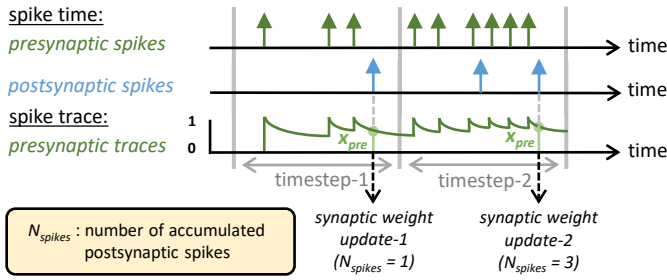 spike time:
presynaptic spikes
time
postsynaptic spikes
time
spike trace:
presynaptic traces
1
0
x_pre
x_pre
time
timestep-1
timestep-2
N_spikes : number of accumulated
postsynaptic spikes
synaptic weight
update-1
(N_spikes = 1)
synaptic weight
update-2
(N_spikes = 3)